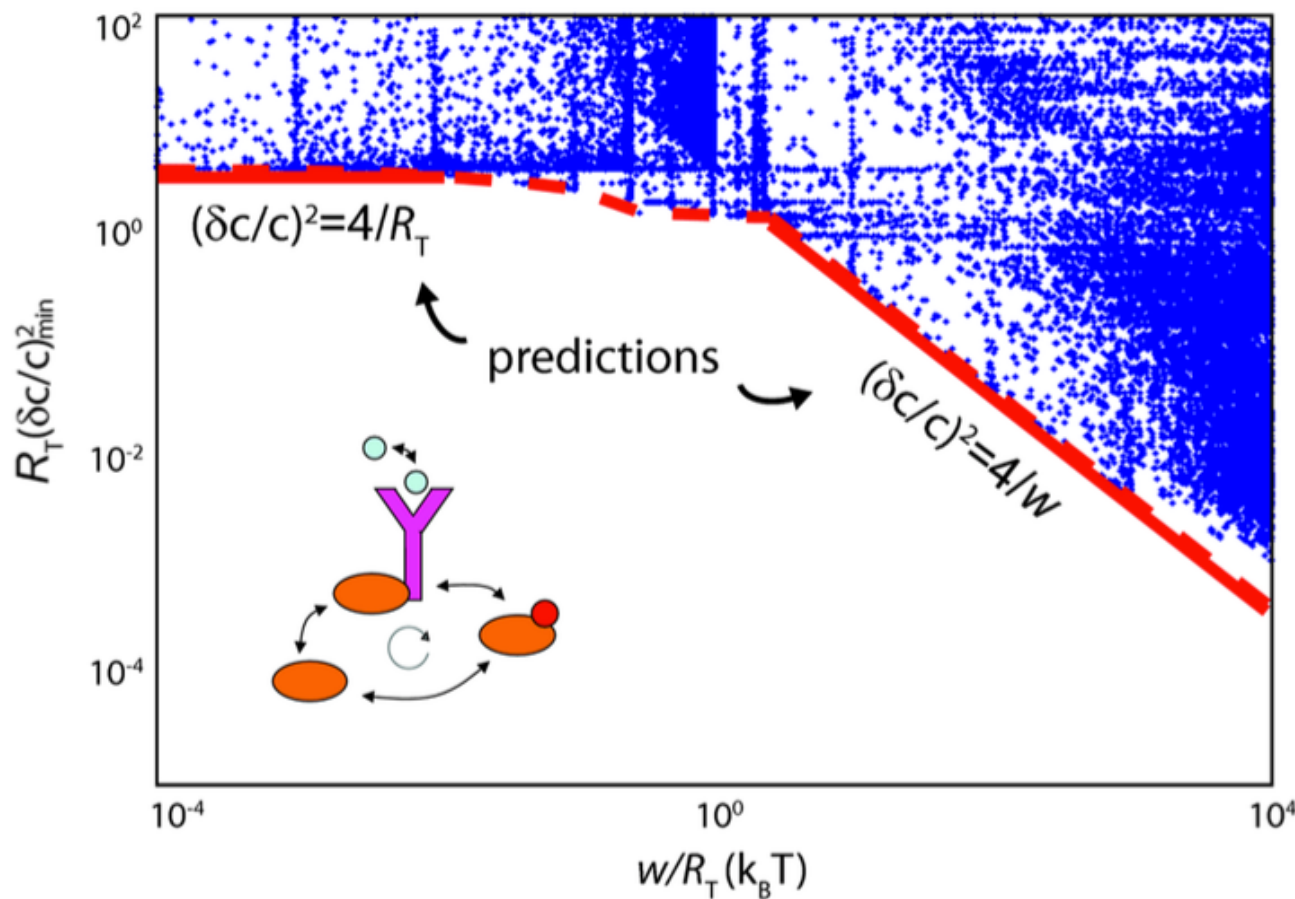 10²
(δc/c)²=4/R_T
10⁰
R_T(δc/c)²_min
predictions
(δc/c)²=4/w
10⁻²
10⁻⁴
10⁻⁴
10⁰
10⁴
w/R_T (k_BT)